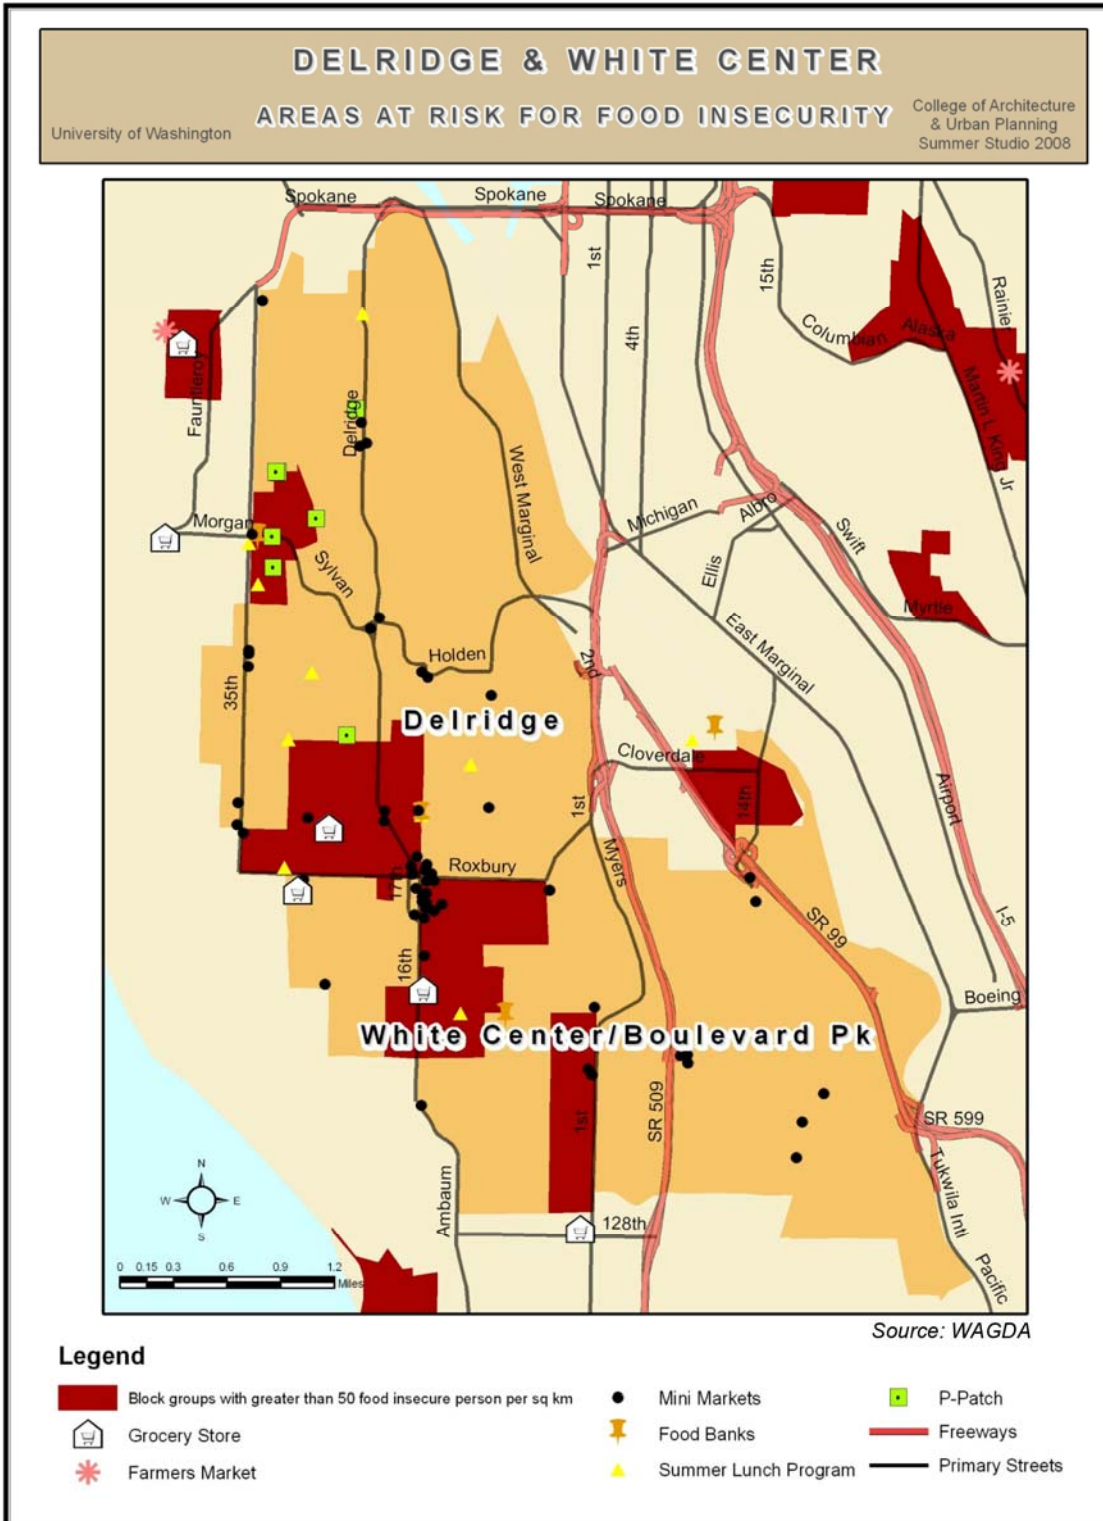 DELRIDGE & WHITE CENTER
AREAS AT RISK FOR FOOD INSECURITY
University of Washington
College of Architecture
& Urban Planning
Summer Studio 2008
Spokane
Spokane
Spokane
1st
4th
15th
Rainier
Columbian
Alaska
Fauntleroy
Delridge
Martin L King Jr
West Marginal
Morgan
Michigan
Albro
Swift
Sylvan
Ellis
Myrtle
Holden
East Marginal
2nd
35th
Delridge
Cloverdale
14th
1st
Airport
Myers
Roxbury
17th
I-5
SR 99
16th
Boeing
White Center/Boulevard Pk
1st
SR 509
SR 599
Ambaum
Tukwila Intl
128th
Pacific
N
W
E
S
0 0.15 0.3 0.6 0.9 1.2
Miles
Source: WAGDA
Legend
Block groups with greater than 50 food insecure person per sq km
Grocery Store
Farmers Market
Mini Markets
Food Banks
Summer Lunch Program
P-Patch
Freeways
Primary Streets